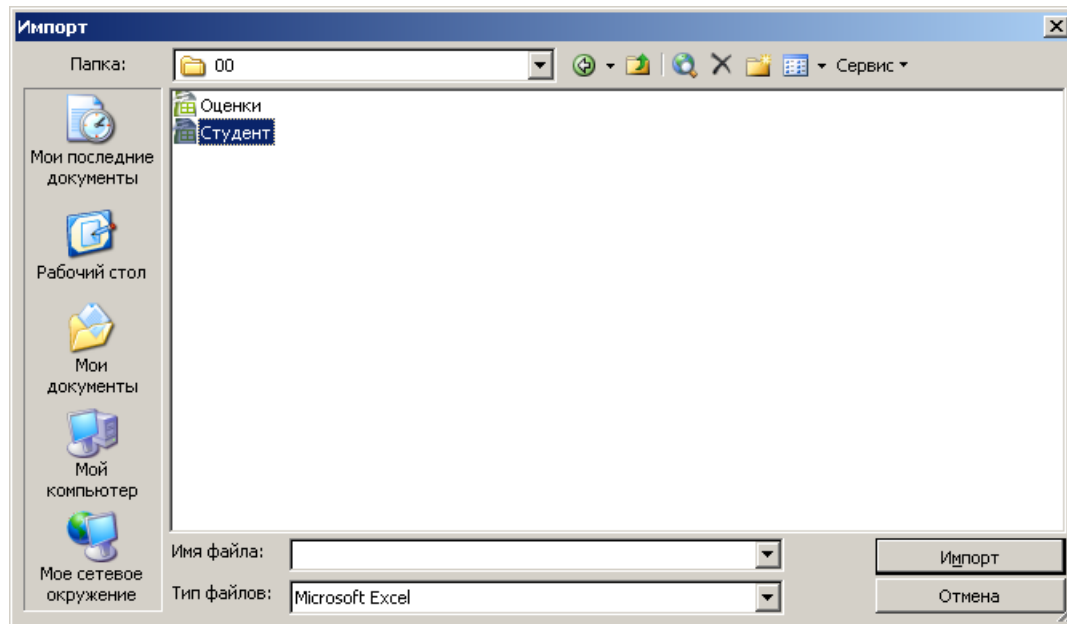 Импорт
Папка:
00
Сервис
Оценки
Студент
Мои последние
документы
Рабочий стол
Мои
документы
Мой
компьютер
Мое сетевое
окружение
Имя файла:
Импорт
Тип файлов:
Microsoft Excel
Отмена